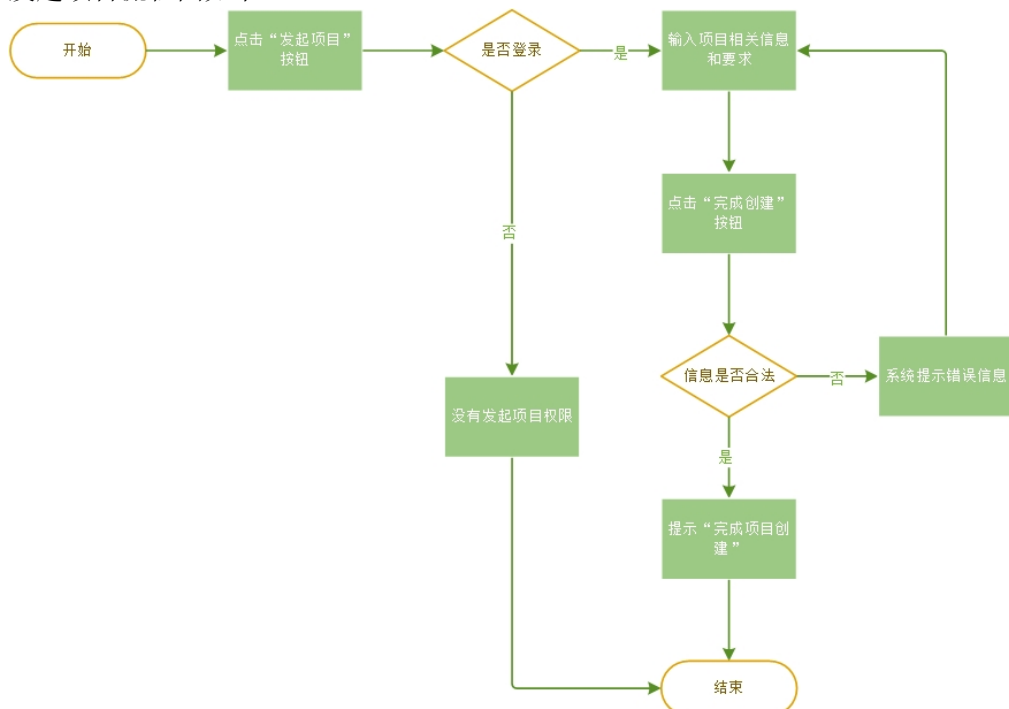 开始
点击“发起项目”
按钮
是否登录
是
输入项目相关信息
和要求
点击“完成创建”
按钮
否
信息是否合法
否
系统提示错误信息
没有发起项目权限
是
提示“完成项目创
建”
结束